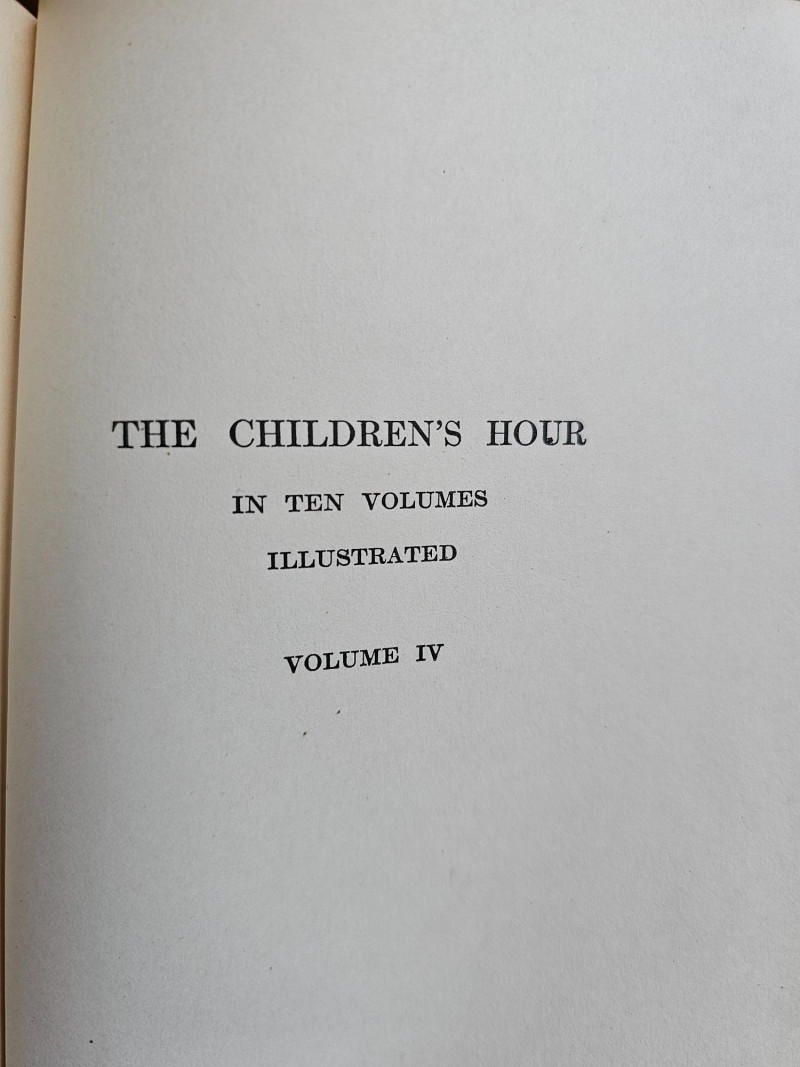 THE CHILDREN'S HOUR
IN TEN VOLUMES
ILLUSTRATED
VOLUME IV